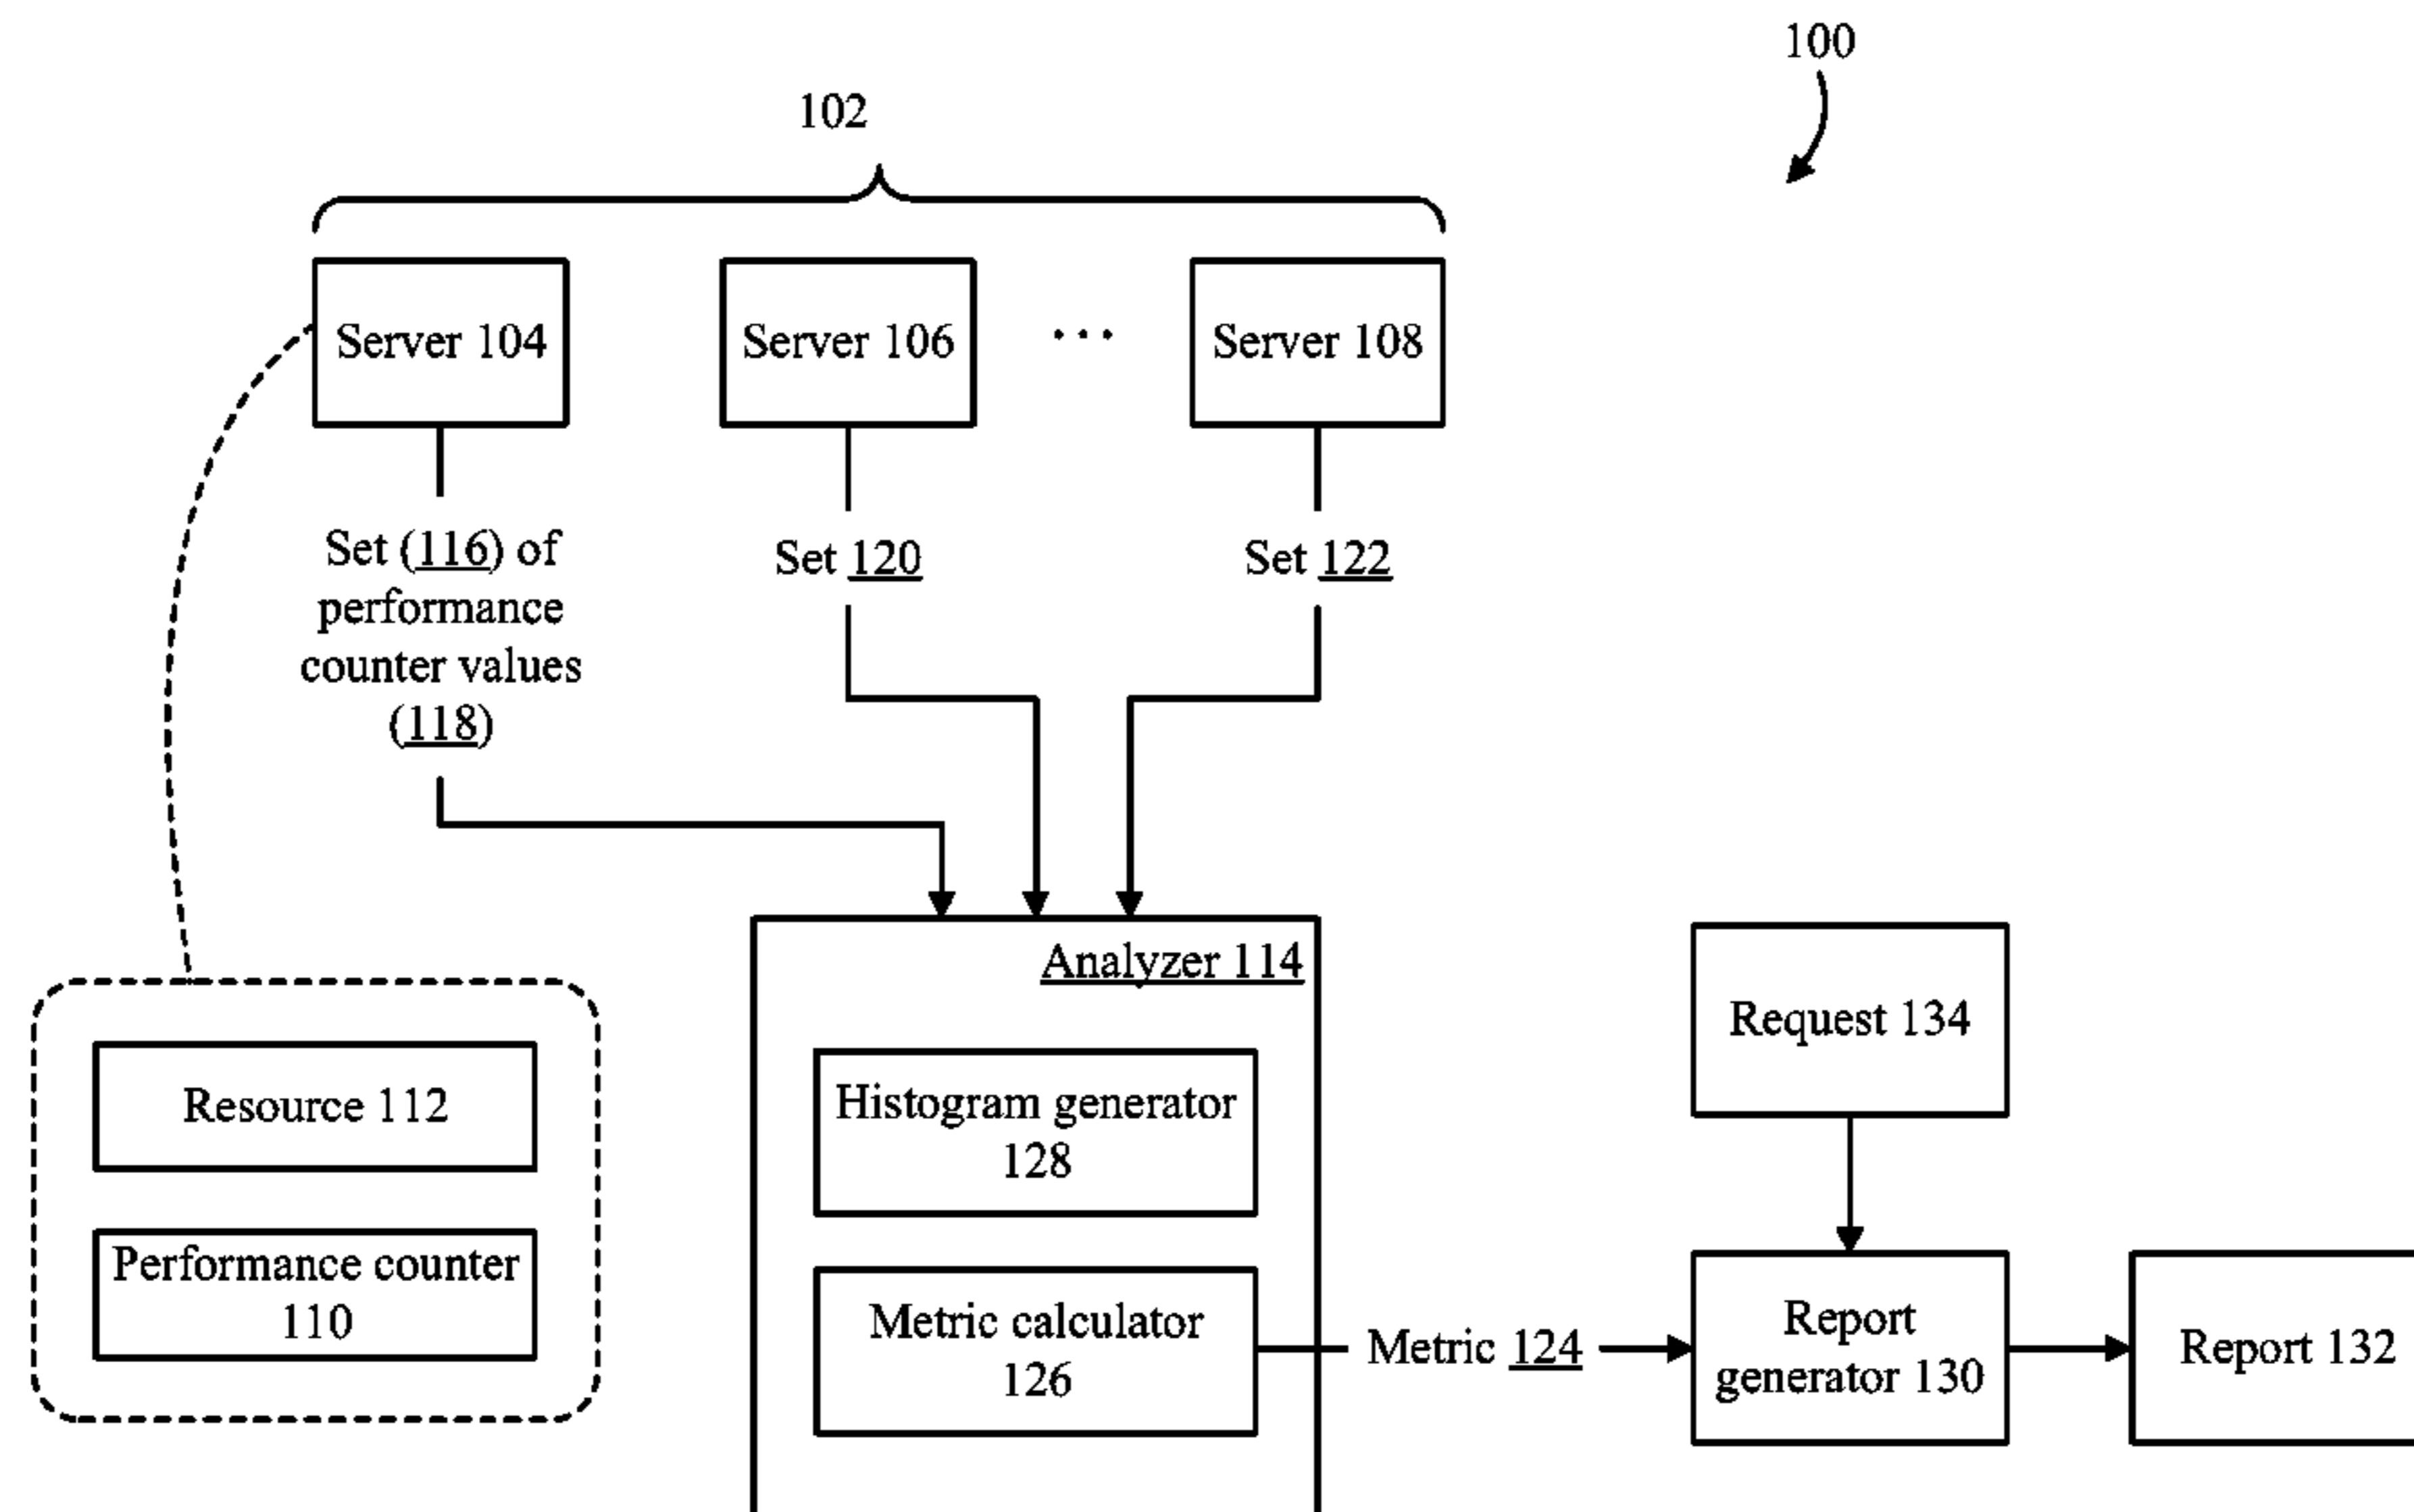 100
102
Server 104
Server 106
...
Server 108
Set (116) of
performance
counter values
(118)
Set 120
Set 122
Analyzer 114
Histogram generator
128
Metric calculator
126
Resource 112
Performance counter
110
Metric 124
Request 134
Report
generator 130
Report 132